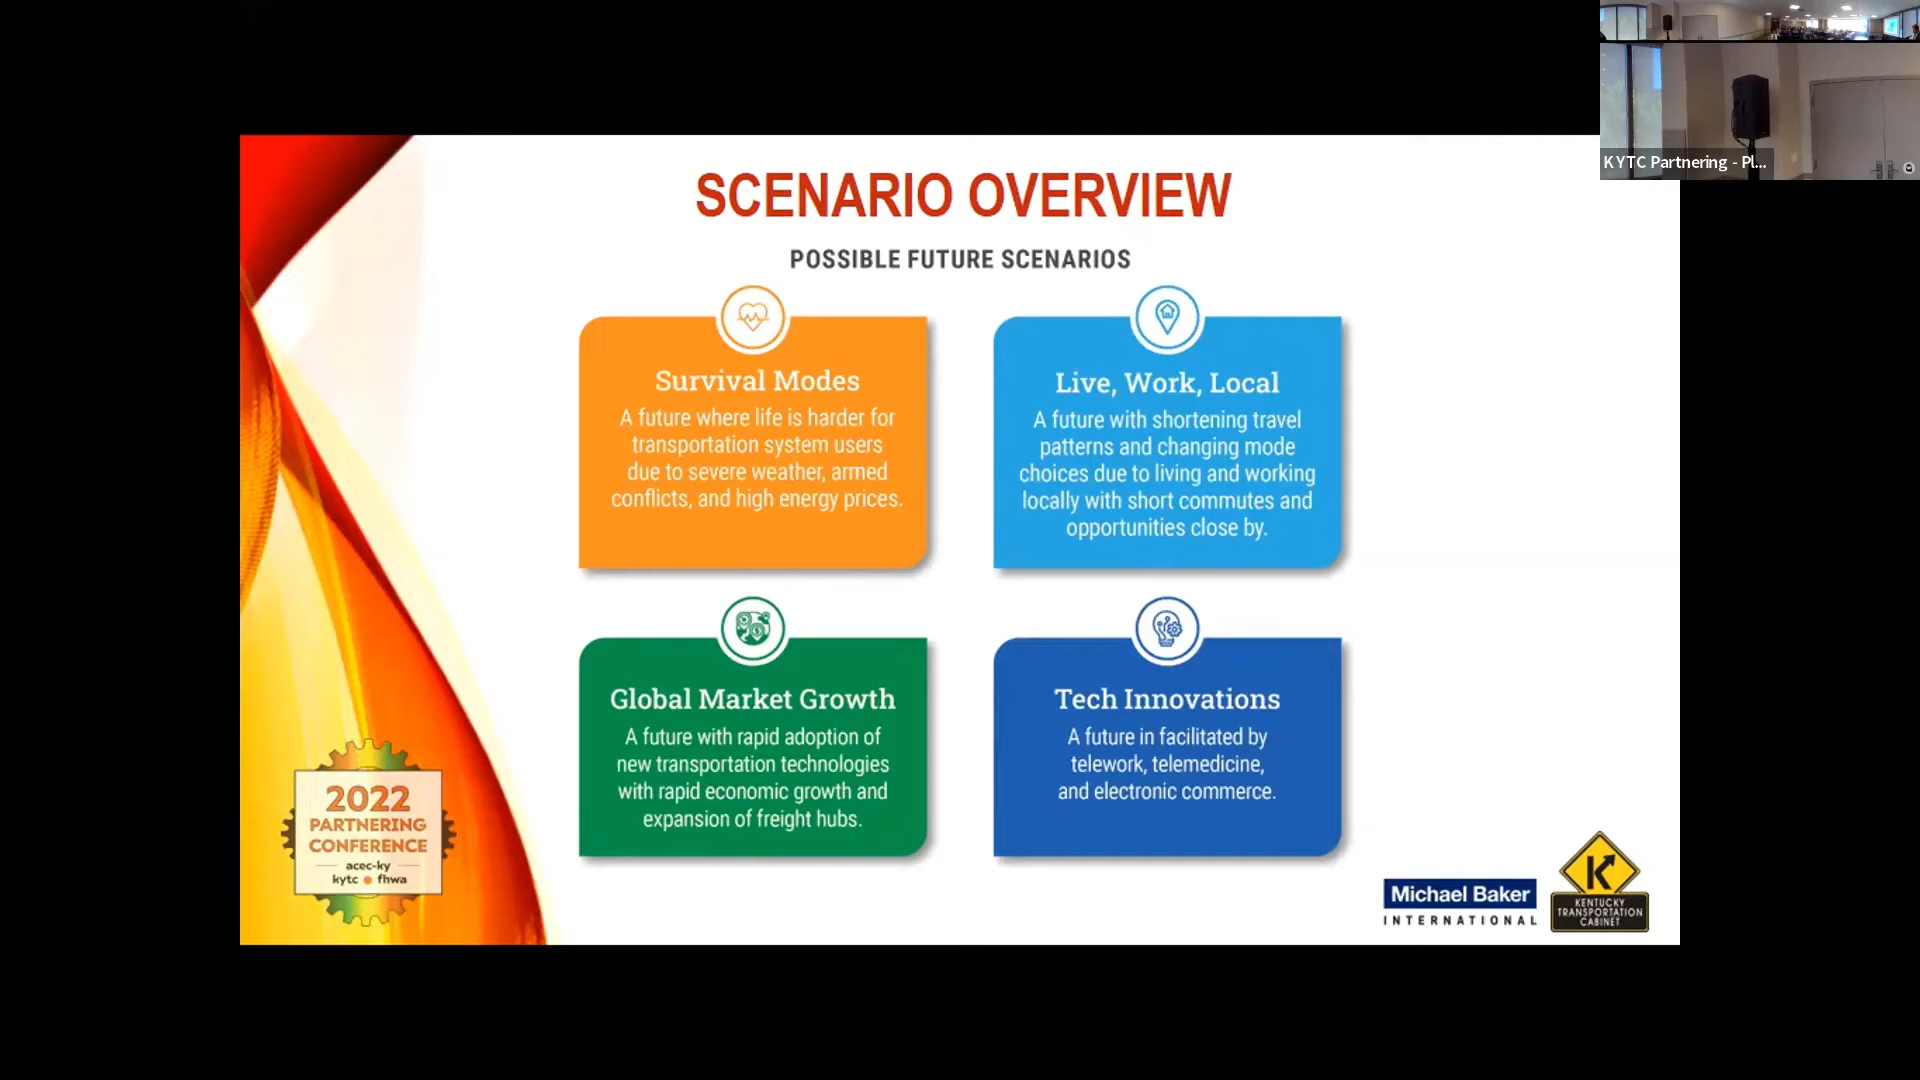 KYTC Partnering - Pl...
SCENARIO OVERVIEW
POSSIBLE FUTURE SCENARIOS
Survival Modes
A future where life is harder for
transportation system users
due to severe weather, armed
conflicts, and high energy prices.
Live, Work, Local
A future with shortening travel
patterns and changing mode
choices due to living and working
locally with short commutes and
opportunities close by.
Global Market Growth
A future with rapid adoption of
new transportation technologies
with rapid economic growth and
expansion of freight hubs.
Tech Innovations
A future in facilitated by
telework, telemedicine,
and electronic commerce.
2022
PARTNERING
CONFERENCE
acec-ky
kytc fhwa
Michael Baker
INTERNATIONAL
K
KENTUCKY
TRANSPORTATION
CABINET